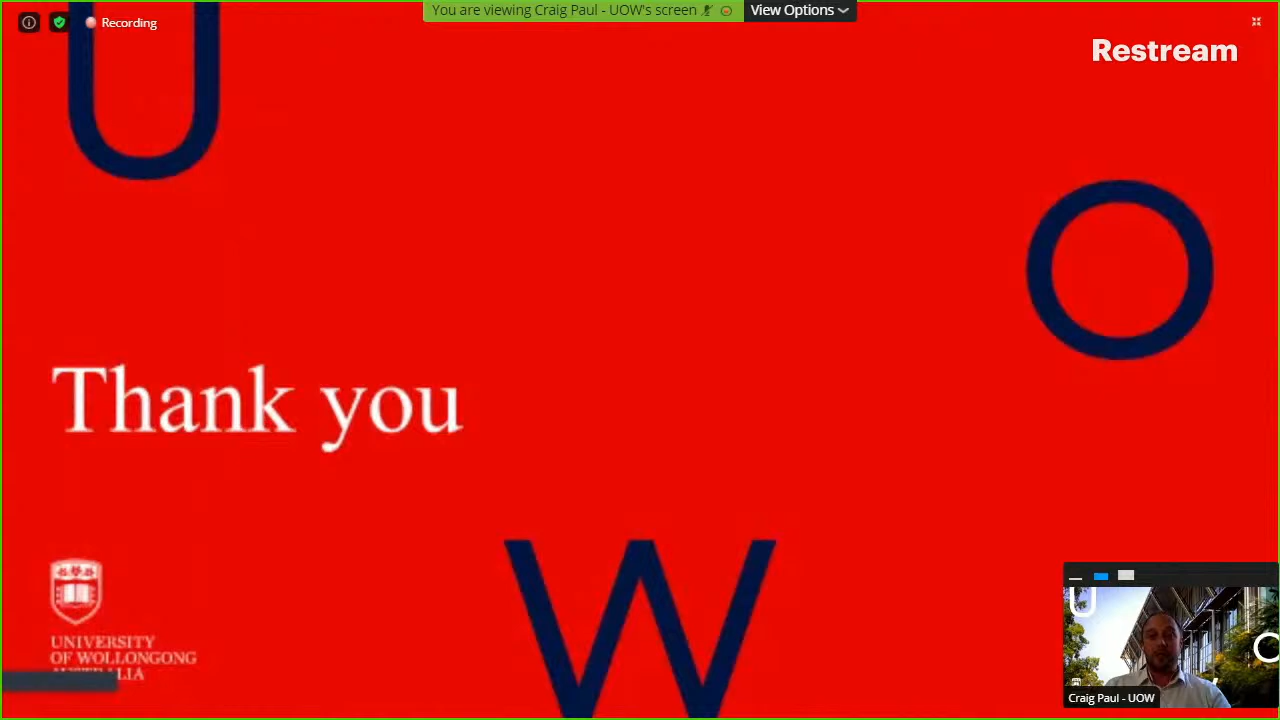 You are viewing Craig Paul - UOW's screen
View Options
Recording
Restream
U
O
Thank you
W
UNIVERSITY
OF WOLLONGONG
AUSTRALIA
U
O
Craig Paul - UOW